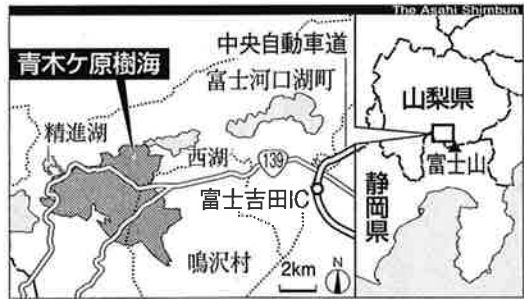 The Asahi Shimbun
中央自動車道
青木ケ原樹海
富士河口湖町
山梨県
精進湖
西湖
139
富士山
富士吉田IC
静岡県
鳴沢村
2km
N